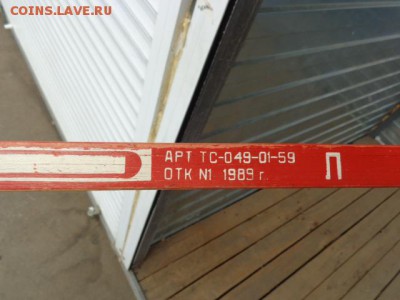 COINS.LAVE.RU
АРТ ТС-049-01-59
ОТК N1 1989 г.
Л